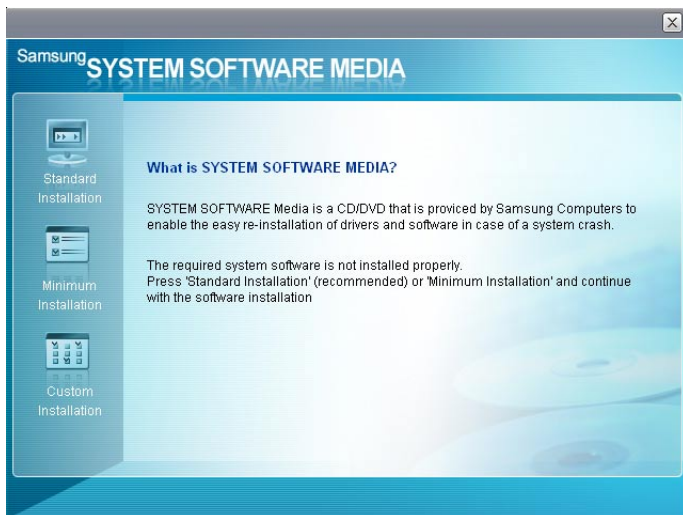 Samsung SYSTEM SOFTWARE MEDIA
Standard
Installation
Minimum
Installation
Custom
Installation
What is SYSTEM SOFTWARE MEDIA?
SYSTEM SOFTWARE Media is a CD/DVD that is proviced by Samsung Computers to
enable the easy re-installation of drivers and software in case of a system crash.
The required system software is not installed properly.
Press 'Standard Installation' (recommended) or 'Minimum Installation' and continue
with the software installation